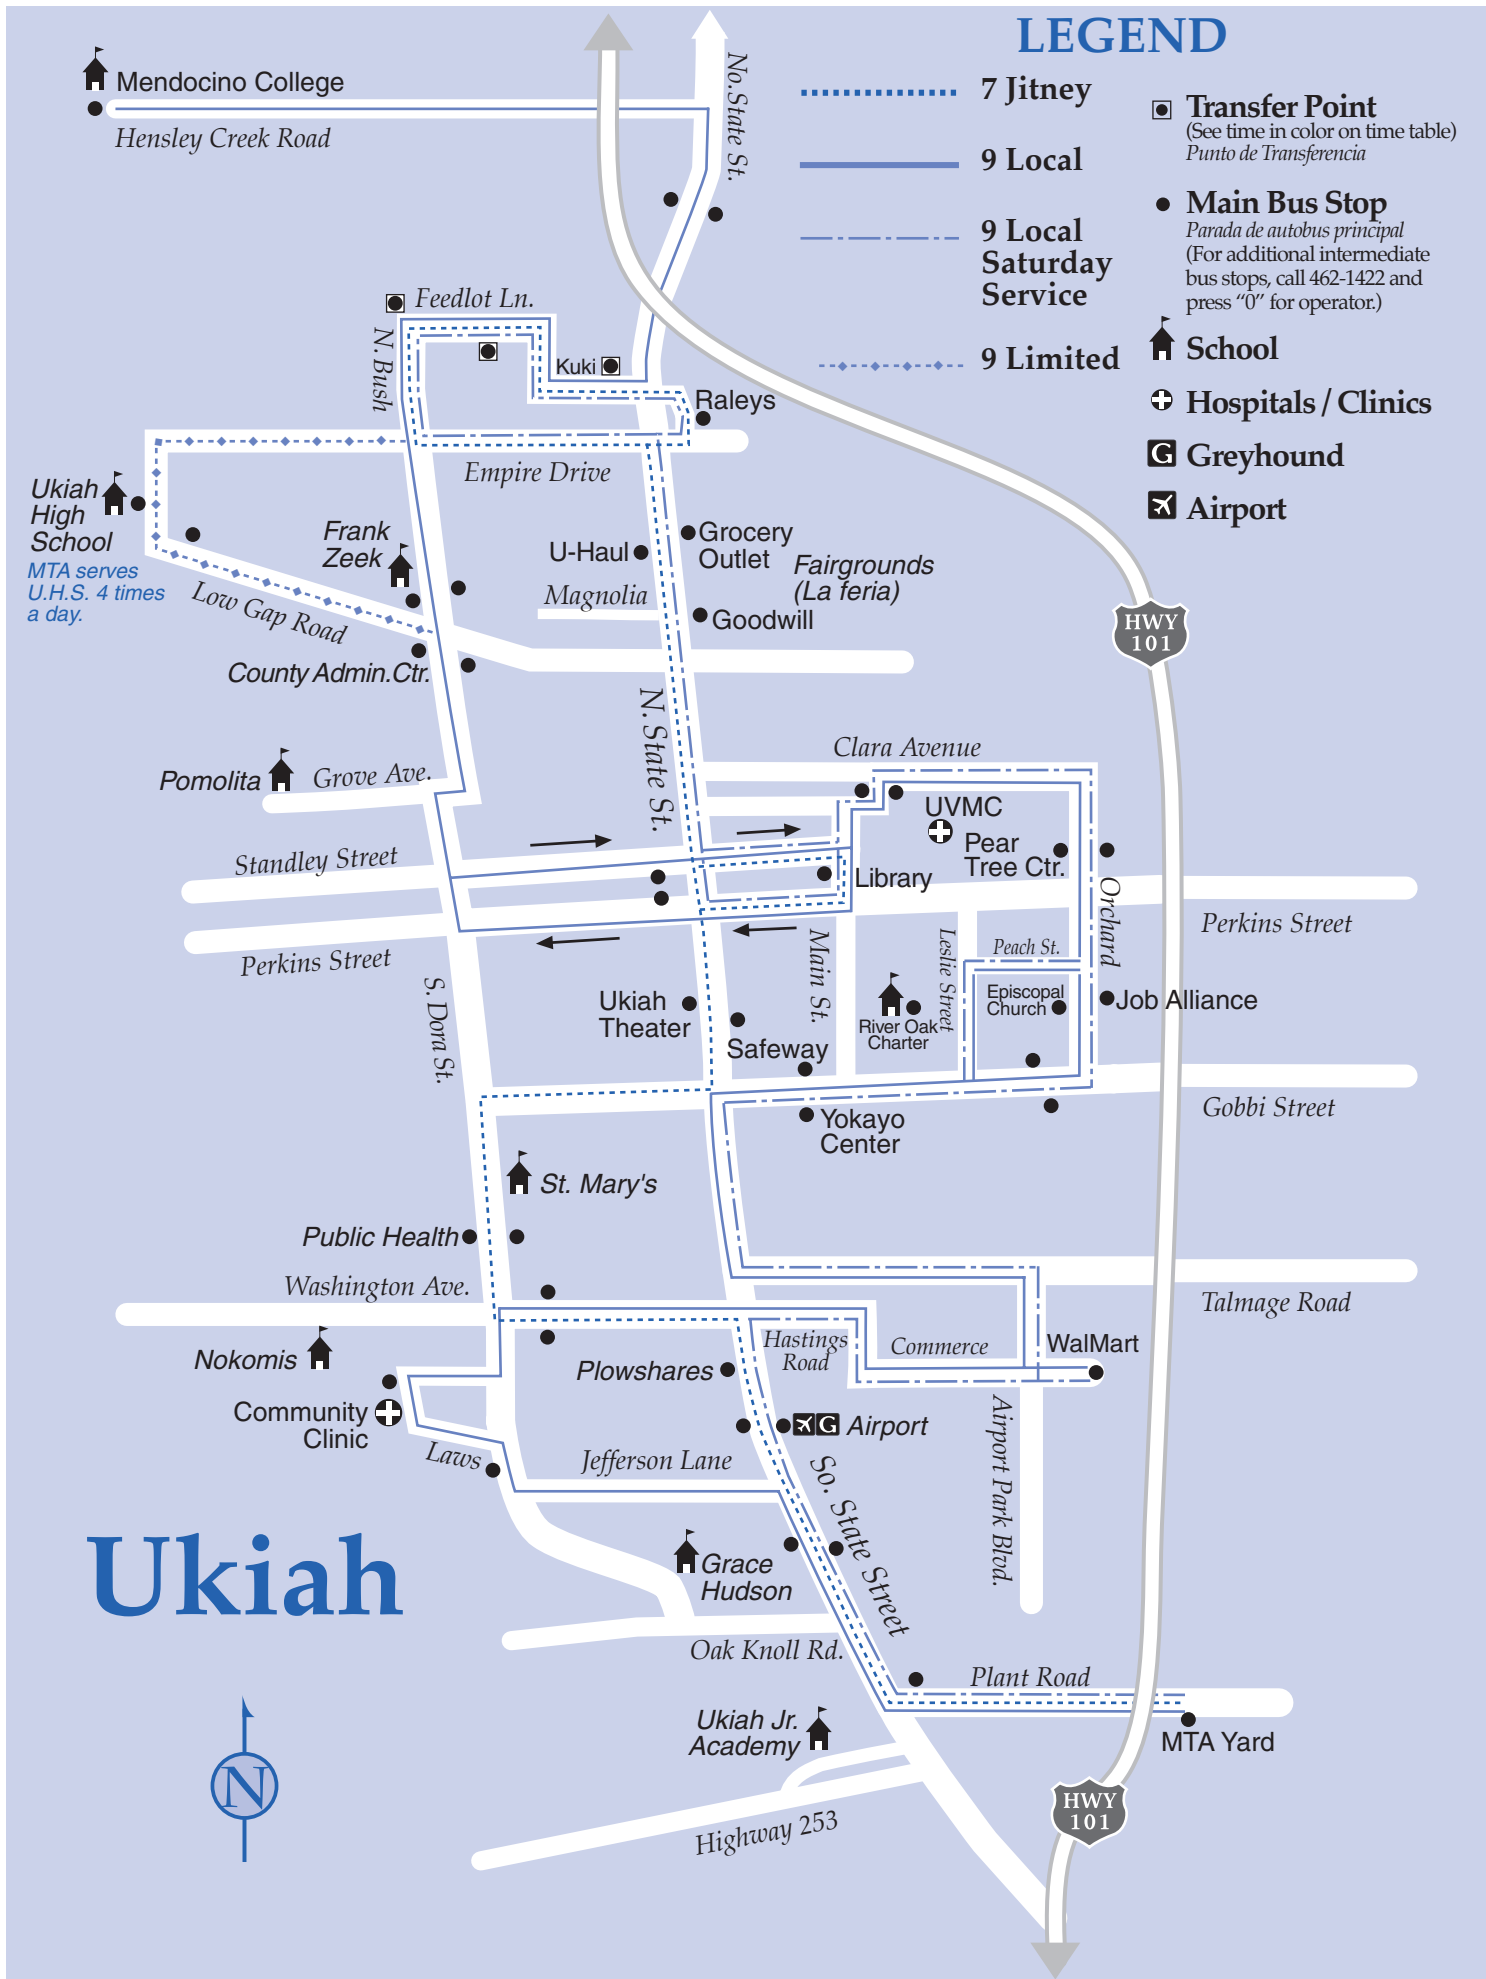 LEGEND
7 Jitney
9 Local
9 Local
Saturday
Service
9 Limited
Transfer Point
(See time in color on time table)
Punto de Transferencia
Main Bus Stop
Parada de autobus principal
(For additional intermediate
bus stops, call 462-1422 and
press “0” for operator.)
School
Hospitals / Clinics
G Greyhound
Airport
Mendocino College
Hensley Creek Road
No. State St.
Feedlot Ln.
N. Bush
Kuki
Raleys
Empire Drive
Ukiah
High
School
MTA serves
U.H.S. 4 times
a day.
Frank
Zeek
U-Haul
Grocery
Outlet
Fairgrounds
(La feria)
Magnolia
Goodwill
Low Gap Road
HWY
101
County Admin.Ctr.
N. State St.
Clara Avenue
Pomolita
Grove Ave.
UVMC
Pear
Tree Ctr.
Standley Street
Library
Orchard
Perkins Street
Perkins Street
S. Dora St.
Main St.
Leslie Street
Peach St.
Ukiah
Theater
Safeway
River Oak
Charter
Episcopal
Church
Job Alliance
Yokayo
Center
Gobbi Street
St. Mary's
Public Health
Washington Ave.
Talmage Road
Nokomis
Hastings
Road
Commerce
WalMart
Plowshares
Community
Clinic
G Airport
Laws
Jefferson Lane
So. State Street
Airport Park Blvd.
Ukiah
Grace
Hudson
Oak Knoll Rd.
Plant Road
Ukiah Jr.
Academy
MTA Yard
N
Highway 253
HWY
101